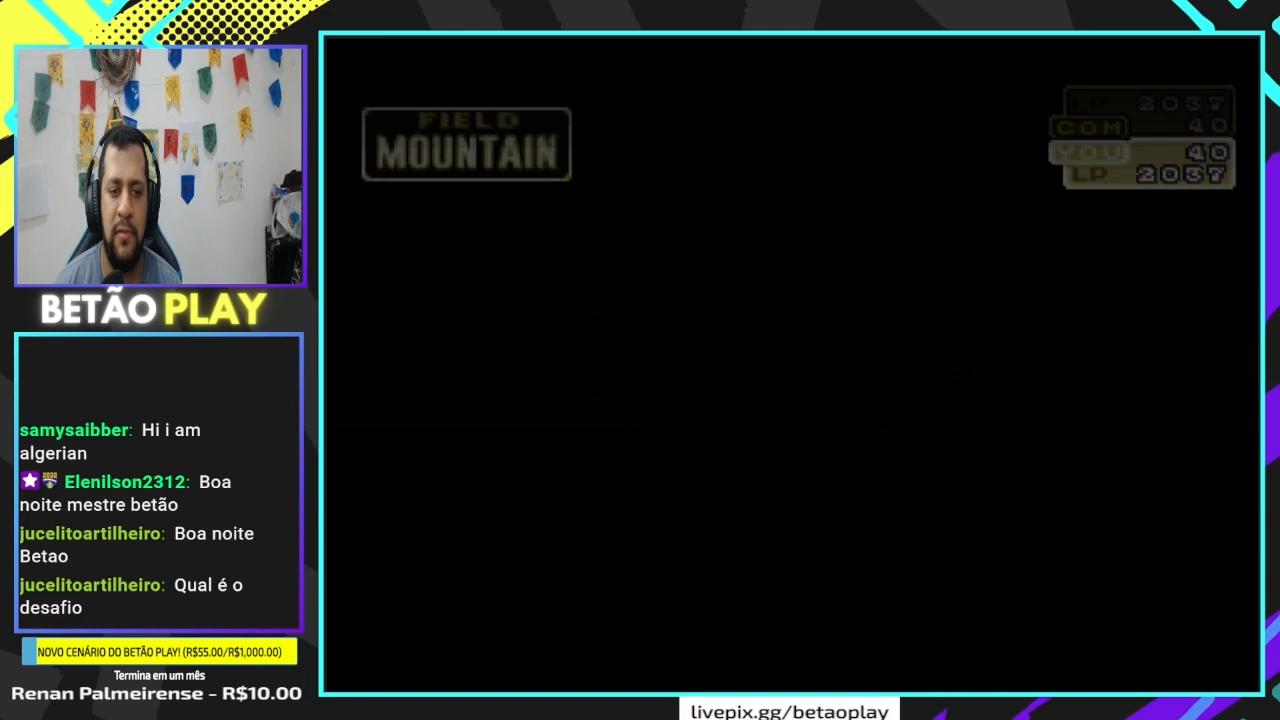 FIELD
MOUNTAIN
LP 2037
COM 40
YOU 40
LP 2037
BETÃO PLAY
samysaibber: Hi i am
algerian
Elenilson2312: Boa
noite mestre betão
jucelitoartilheiro: Boa noite
Betao
jucelitoartilheiro: Qual é o
desafio
NOVO CENÁRIO DO BETÃO PLAY! (R$55.00/R$1,000.00)
Termina em um mês
Renan Palmeirense - R$10.00
livepix.gg/betaoplay